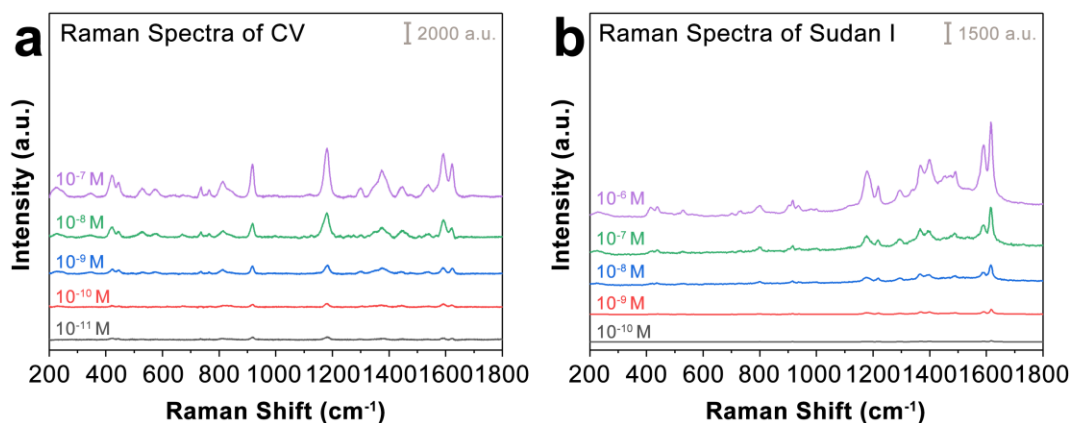 a
Raman Spectra of CV
2000 a.u.
Intensity (a.u.)
10⁻⁷ M
10⁻⁸ M
10⁻⁹ M
10⁻¹⁰ M
10⁻¹¹ M
200 400 600 800 1000 1200 1400 1600 1800
Raman Shift (cm⁻¹)
b
Raman Spectra of Sudan I
1500 a.u.
Intensity (a.u.)
10⁻⁶ M
10⁻⁷ M
10⁻⁸ M
10⁻⁹ M
10⁻¹⁰ M
200 400 600 800 1000 1200 1400 1600 1800
Raman Shift (cm⁻¹)